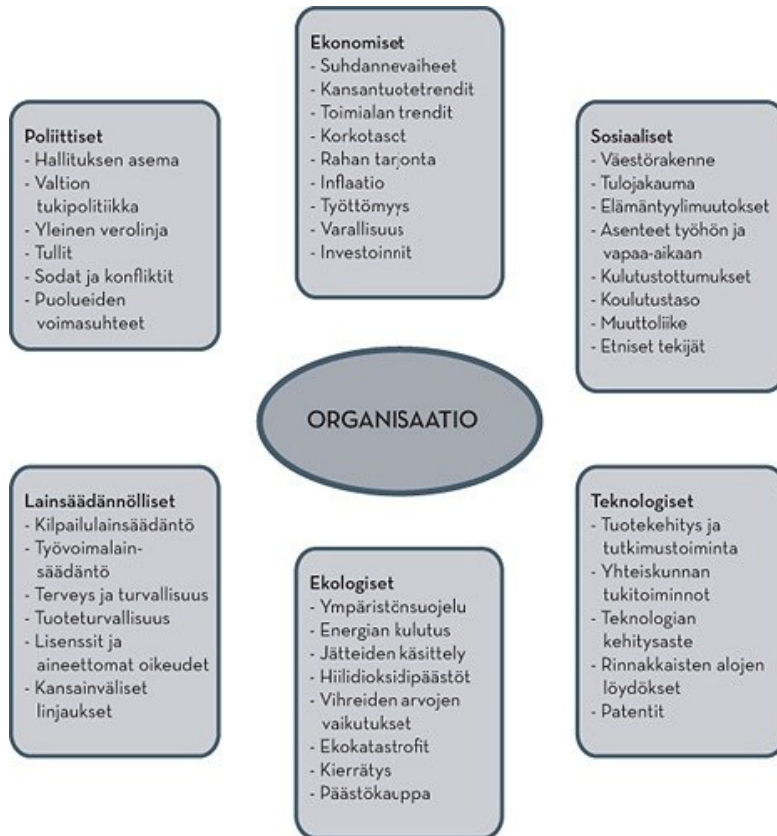 Ekonomiset
- Suhdannevaiheet
- Kansantuotetrendit
- Toimialan trendit
- Korkotasot
- Rahan tarjonta
- Inflaatio
- Työttömyys
- Varallisuus
- Investoinnit
Poliittiset
- Hallituksen asema
- Valtion
tukipolitiikka
- Yleinen verolinja
- Tullit
- Sodat ja konfliktit
- Puolueiden
voimasuhteet
Sosiaaliset
- Väestörakenne
- Tulojakauma
- Elämäntyylimuutokset
- Asenteet työhön ja
vapaa-aikaan
- Kulutustottumukset
- Koulutustaso
- Muuttoliike
- Etniset tekijät
ORGANISAATIO
Lainsäädännölliset
- Kilpailulainsäädäntö
- Työvoimalain-
säädäntö
- Terveys ja turvallisuus
- Tuoteturvallisuus
- Lisenssit ja
aineettomat oikeudet
- Kansainväliset
linjaukset
Ekologiset
- Ympäristönsuojelu
- Energian kulutus
- Jätteiden käsittely
- Hiilidioksidipäästöt
- Vihreiden arvojen
vaikutukset
- Ekokatastrofit
- Kierrätys
- Päästökauppa
Teknologiset
- Tuotekehitys ja
tutkimustoiminta
- Yhteiskunnan
tukitoiminnot
- Teknologian
kehitysaste
- Rinnakkaisten alojen
löydökset
- Patentit